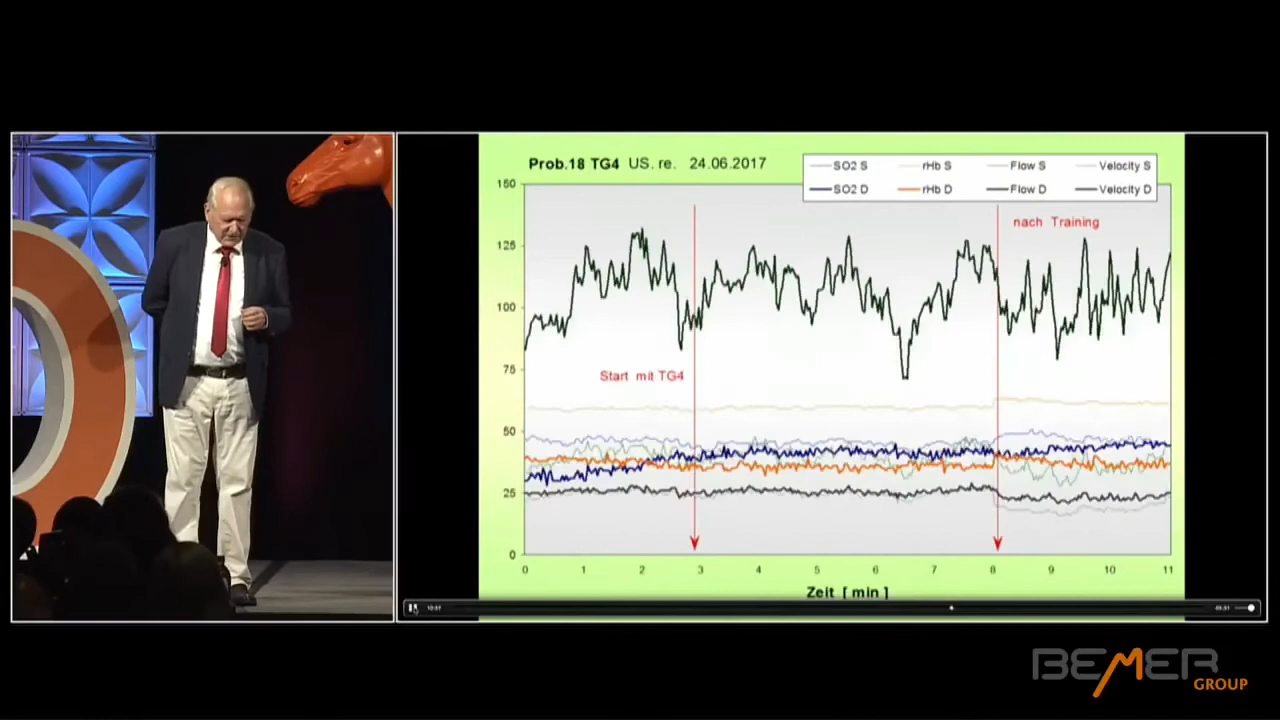 Prob.18 TG4 US. re. 24.06.2017
SO2 S rHb S Flow S Velocity S
SO2 D rHb D Flow D Velocity D
150
nach Training
125
100
75
Start mit TG4
50
25
0
0 1 2 3 4 5 6 7 8 9 10 11
Zeit [ min ]
BEMER
GROUP